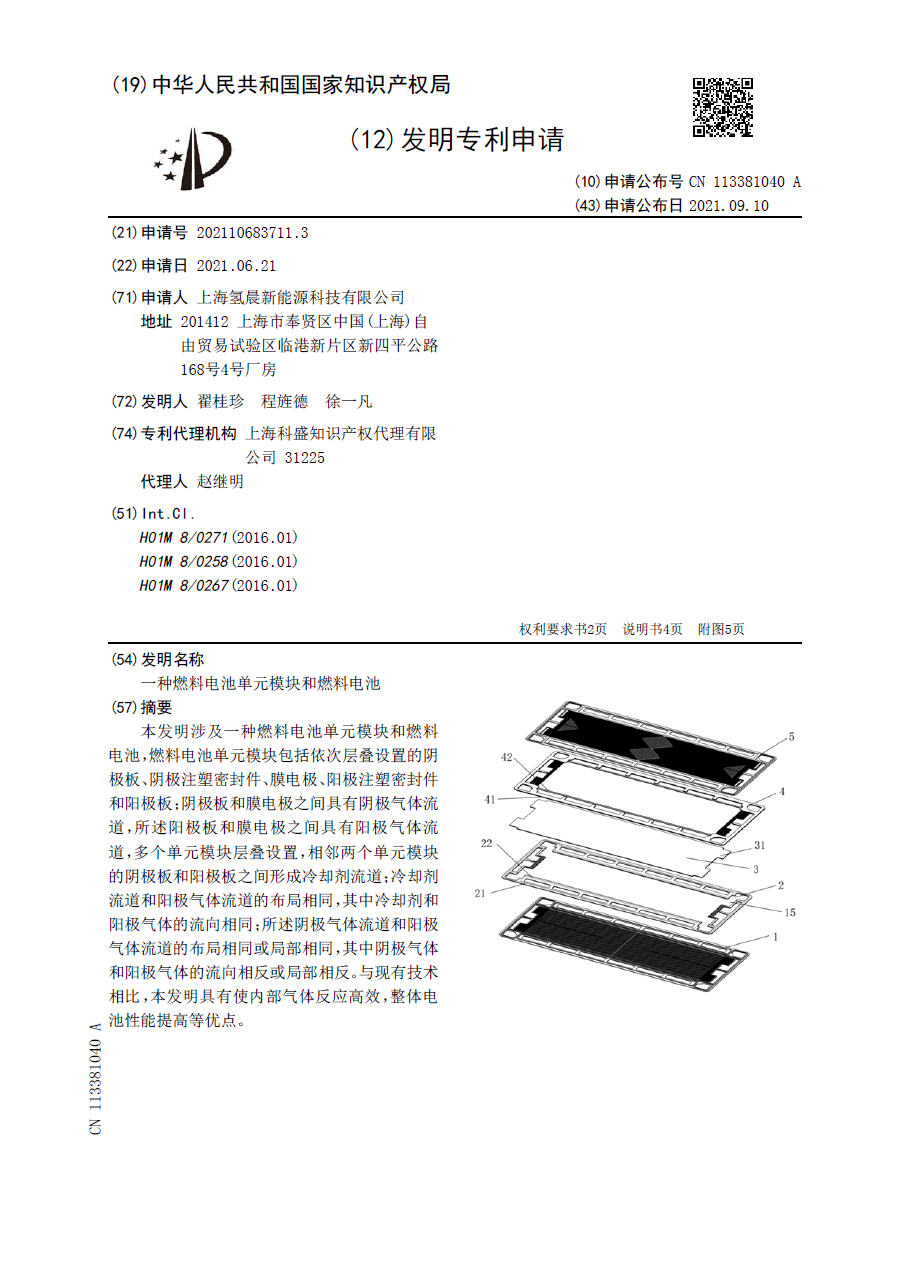 (19)中华人民共和国国家知识产权局
(12)发明专利申请
(10)申请公布号 CN 113381040 A
(43)申请公布日 2021.09.10
(21)申请号 202110683711.3
(22)申请日 2021.06.21
(71)申请人 上海氢晨新能源科技有限公司
地址 201412 上海市奉贤区中国(上海)自
由贸易试验区临港新片区新四平公路
168号4号厂房
(72)发明人 翟桂珍 程旌德 徐一凡
(74)专利代理机构 上海科盛知识产权代理有限
公司 31225
代理人 赵继明
(51)Int.Cl.
H01M 8/0271(2016.01)
H01M 8/0258(2016.01)
H01M 8/0267(2016.01)
权利要求书2页 说明书4页 附图5页
(54)发明名称
一种燃料电池单元模块和燃料电池
(57)摘要
本发明涉及一种燃料电池单元模块和燃料
电池,燃料电池单元模块包括依次层叠设置的阴
极板、阴极注塑密封件、膜电极、阳极注塑密封件
和阳极板;阴极板和膜电极之间具有阴极气体流
道,所述阳极板和膜电极之间具有阳极气体流
道,多个单元模块层叠设置,相邻两个单元模块
的阴极板和阳极板之间形成冷却剂流道;冷却剂
流道和阳极气体流道的布局相同,其中冷却剂和
阳极气体的流向相同;所述阴极气体流道和阳极
气体流道的布局相同或局部相同,其中阴极气体
和阳极气体的流向相反或局部相反。与现有技术
相比,本发明具有使内部气体反应高效,整体电
池性能提高等优点。
5
42
4
41
31
22
3
2
21
15
1
CN 113381040 A